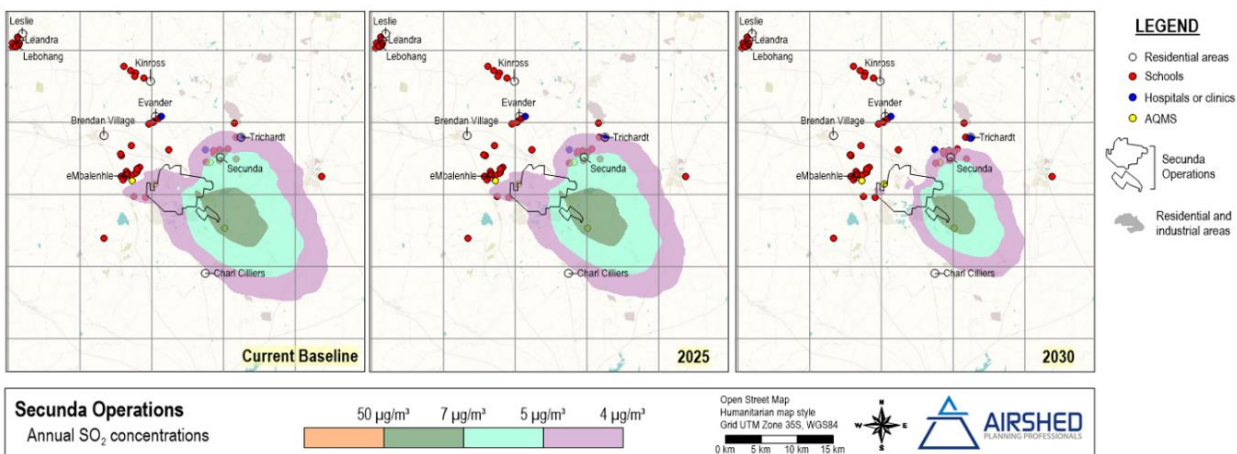 Leslie
Leandra
Lebohang
Kinross
Evander
Brendan Village
Trichardt
eMbalenhle
Secunda
Charl Cilliers
Current Baseline
Leslie
Leandra
Lebohang
Kinross
Evander
Brendan Village
Trichardt
eMbalenhle
Secunda
Charl Cilliers
2025
Leslie
Leandra
Lebohang
Kinross
Evander
Brendan Village
Trichardt
eMbalenhle
Secunda
Charl Cilliers
2030
LEGEND
Residential areas
Schools
Hospitals or clinics
AQMS
Secunda
Operations
Residential and
industrial areas
Secunda Operations
Annual SO₂ concentrations
50 µg/m³ 7 µg/m³ 5 µg/m³ 4 µg/m³
Open Street Map
Humanitarian map style
Grid UTM Zone 35S, WGS84
0 km 5 km 10 km 15 km
N
W E
S
AIRSHED
PLANNING PROFESSIONALS